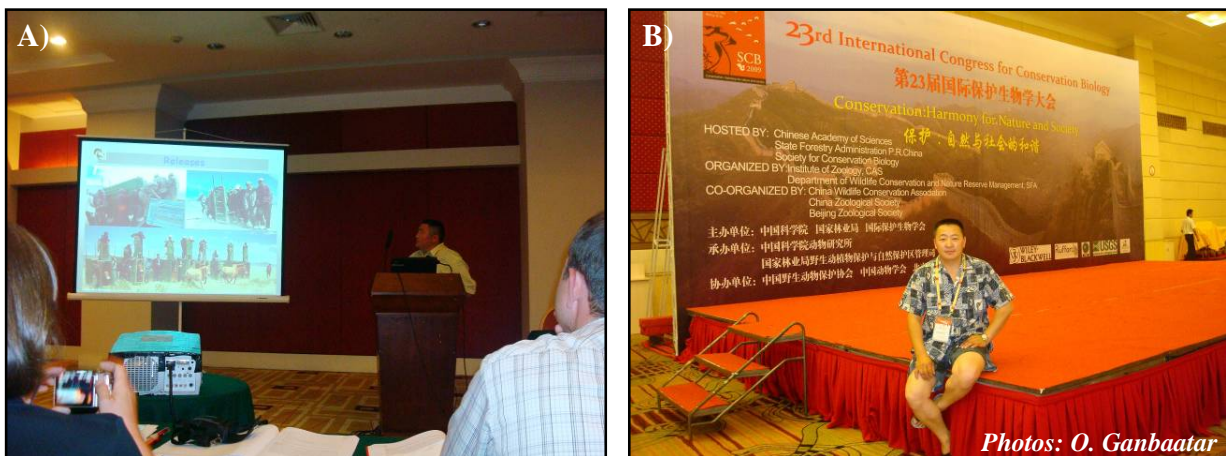 A)
Releases
B)
SCB
2009
23rd International Congress for Conservation Biology
第23届国际保护生物学大会
Conservation:Harmony for Nature and Society
保护：自然与社会的和谐
HOSTED BY: Chinese Academy of Sciences
State Forestry Administration P.R.China
Society for Conservation Biology
ORGANIZED BY:Institute of Zoology, CAS
Department of Wildlife Conservation and Nature Reserve Management, SFA
CO-ORGANIZED BY: China Wildlife Conservation Association
China Zoological Society
Beijing Zoological Society
主办单位：中国科学院 国家林业局 国际保护生物学会
承办单位：中国科学院动物研究所
国家林业局野生动植物保护与自然保护区管理司
协办单位：中国野生动物保护协会 中国动物学会
WILEY-BLACKWELL
Rufford
USGS
Photos: O. Ganbaatar